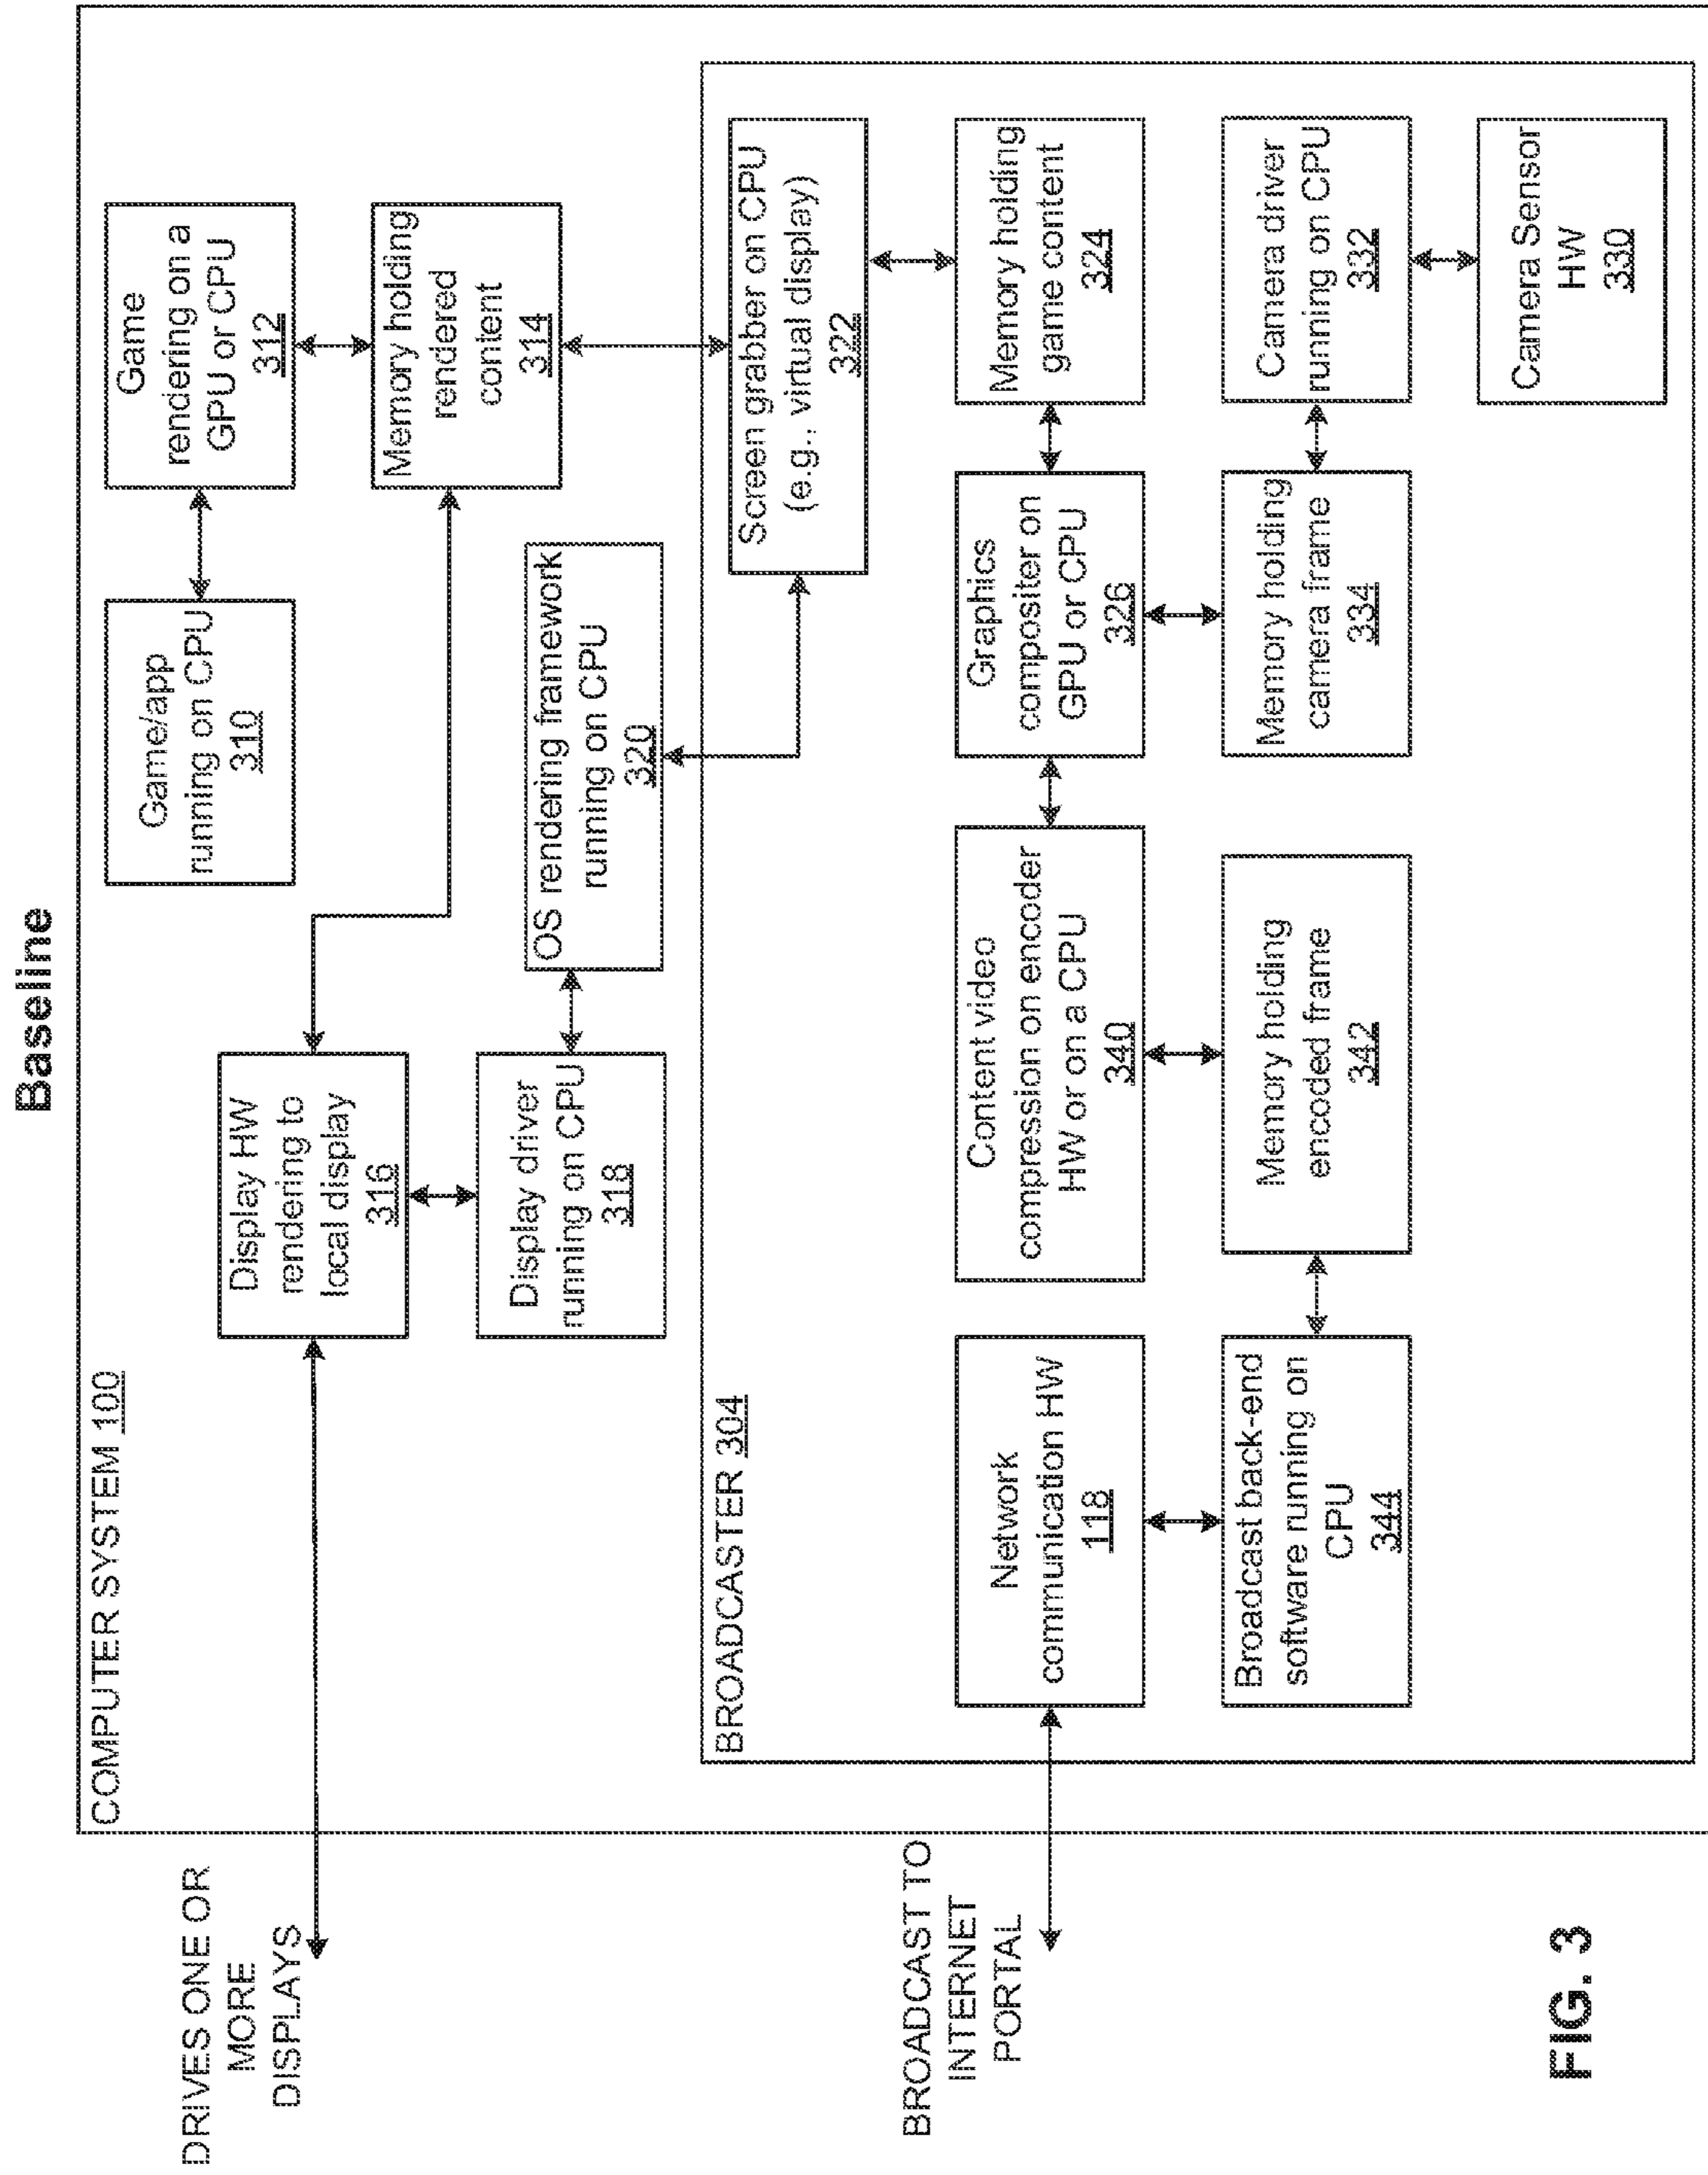 Baseline
COMPUTER SYSTEM 100
DRIVES ONE OR
MORE
DISPLAYS
Display HW
rendering to
local display
316
Game/app
running on CPU
310
Game
rendering on a
GPU or CPU
312
Memory holding
rendered
content
314
Display driver
running on CPU
318
OS rendering framework
running on CPU
320
BROADCASTER 304
Screen grabber on CPU
(e.g., virtual display)
322
BROADCAST TO
INTERNET
PORTAL
Network
communication HW
118
Content video
compression on encoder
HW or on a CPU
340
Graphics
compositer on
GPU or CPU
326
Memory holding
game content
324
Broadcast back-end
software running on
CPU
344
Memory holding
encoded frame
342
Memory holding
camera frame
334
Camera driver
running on CPU
332
Camera Sensor
HW
330
FIG. 3